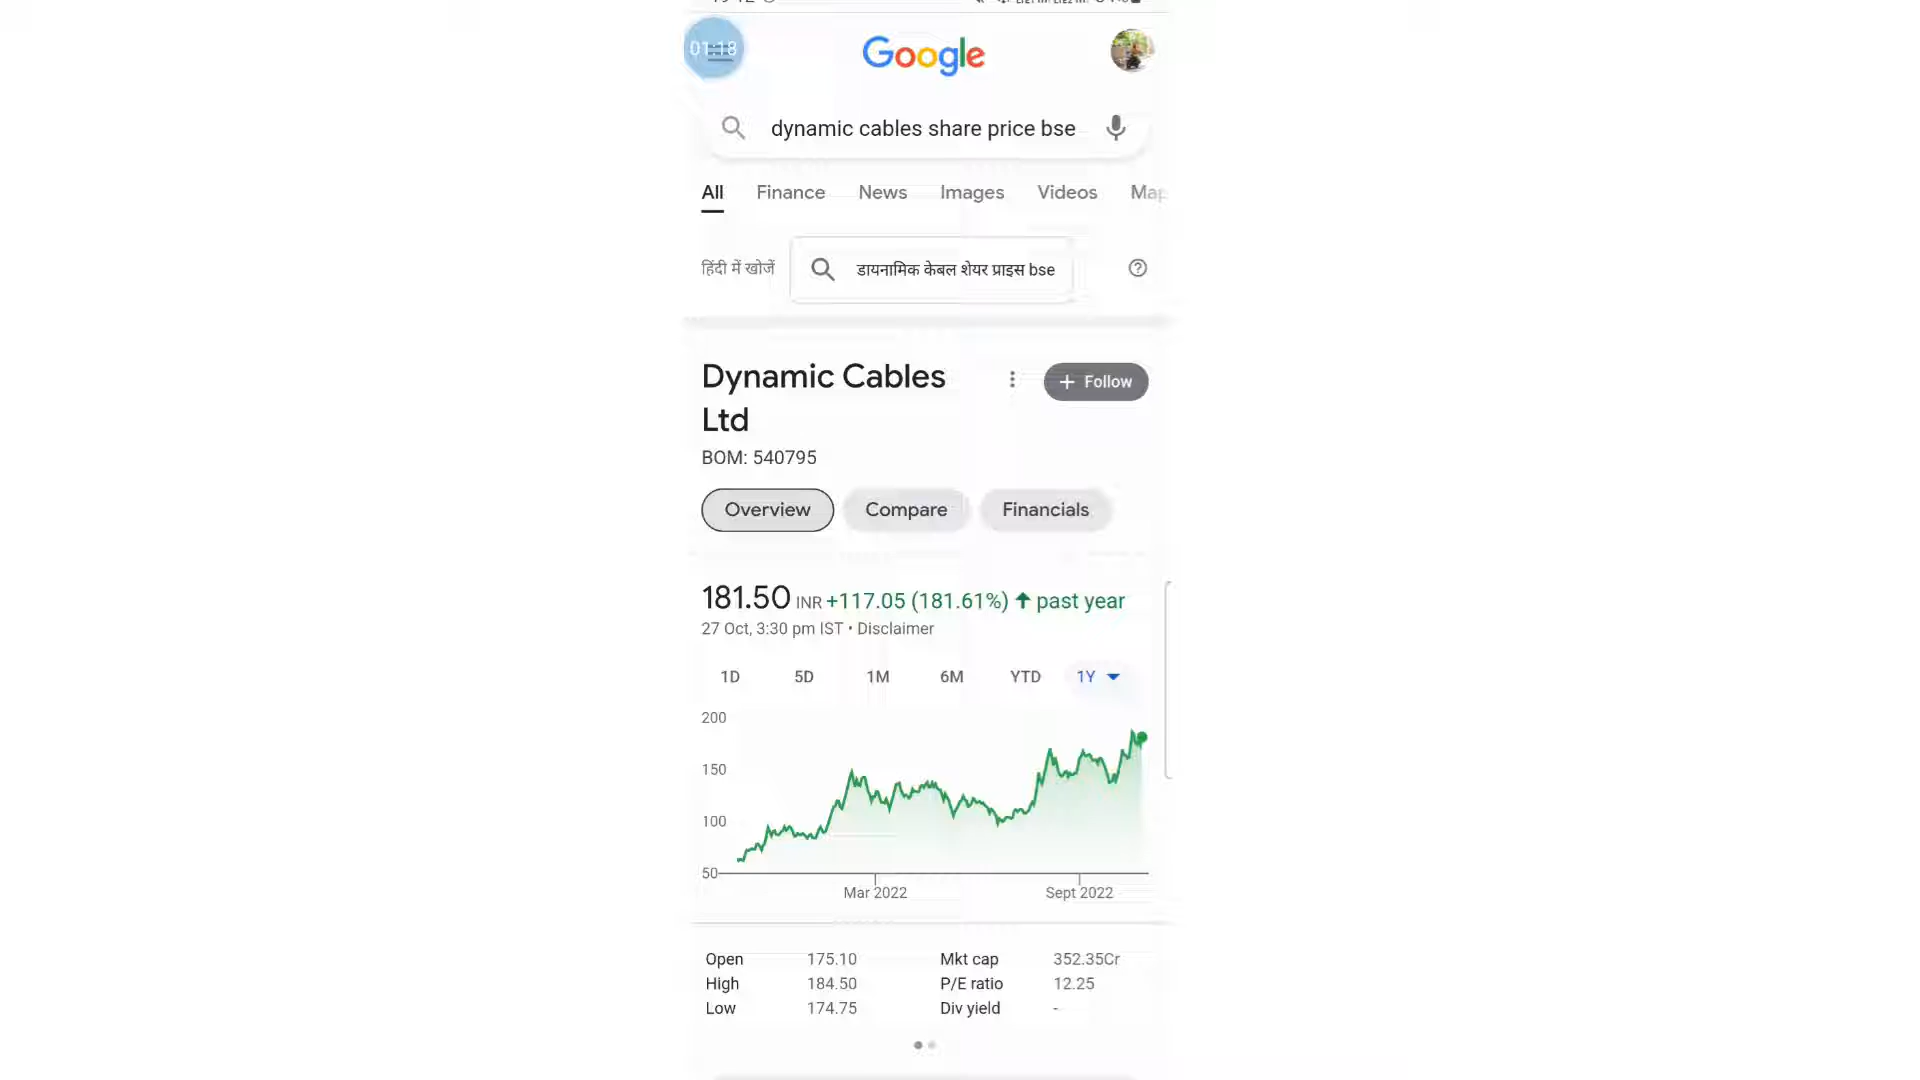 01:18
Google
dynamic cables share price bse
All Finance News Images Videos Map
हिंदी में खोजें डायनामिक केबल शेयर प्राइस bse
Dynamic Cables
Ltd
+ Follow
BOM: 540795
Overview Compare Financials
181.50 INR +117.05 (181.61%) ↑ past year
27 Oct, 3:30 pm IST • Disclaimer
1D 5D 1M 6M YTD 1Y
200
150
100
50
Mar 2022 Sept 2022
Open 175.10 Mkt cap 352.35Cr
High 184.50 P/E ratio 12.25
Low 174.75 Div yield -